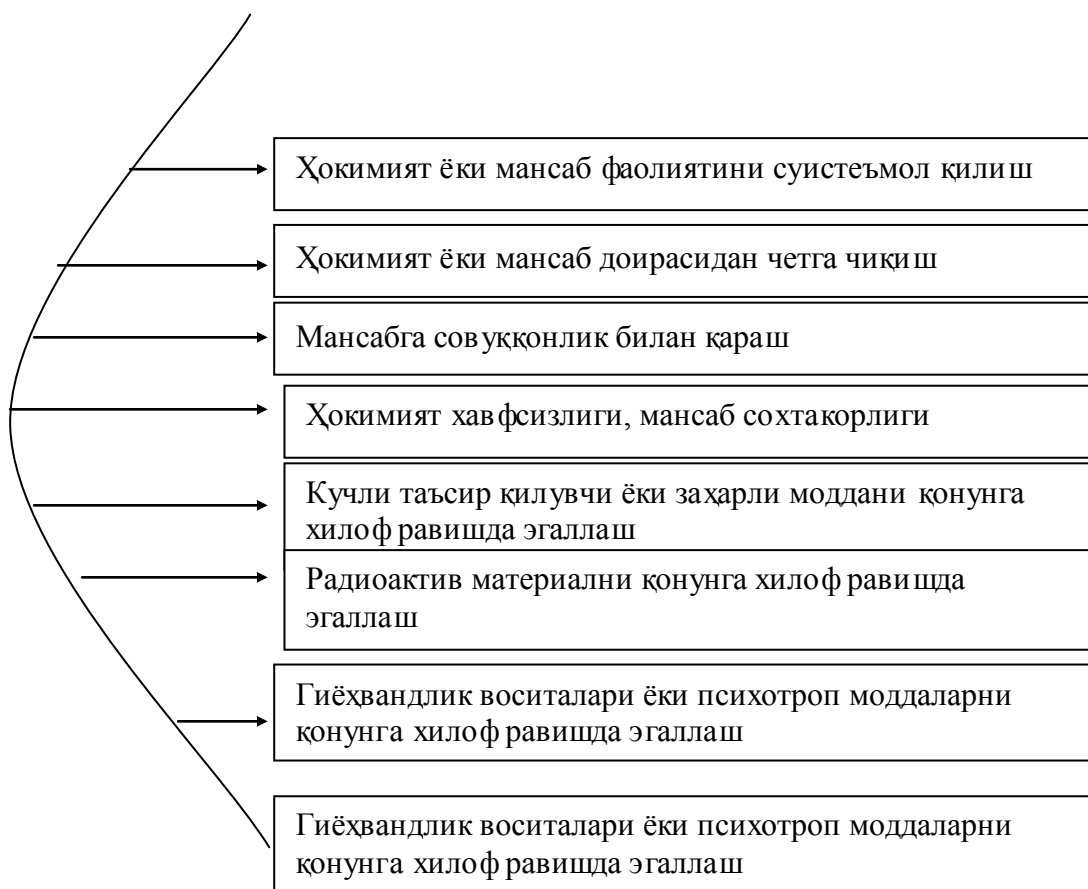 Ҳокимият ёки мансаб фаолиятини суистеъмол қилиш
Ҳокимият ёки мансаб доирасидан четга чиқиш
Мансабга совуққонлик билан қараш
Ҳокимият хавфсизлиги, мансаб сохтакорлиги
Кучли таъсир қилувчи ёки заҳарли моддани қонунга
хилоф равишда эгаллаш
Радиоактив материални қонунга хилоф равишда
эгаллаш
Гиёҳвандлик воситалари ёки психотроп моддаларни
қонунга хилоф равишда эгаллаш
Гиёҳвандлик воситалари ёки психотроп моддаларни
қонунга хилоф равишда эгаллаш